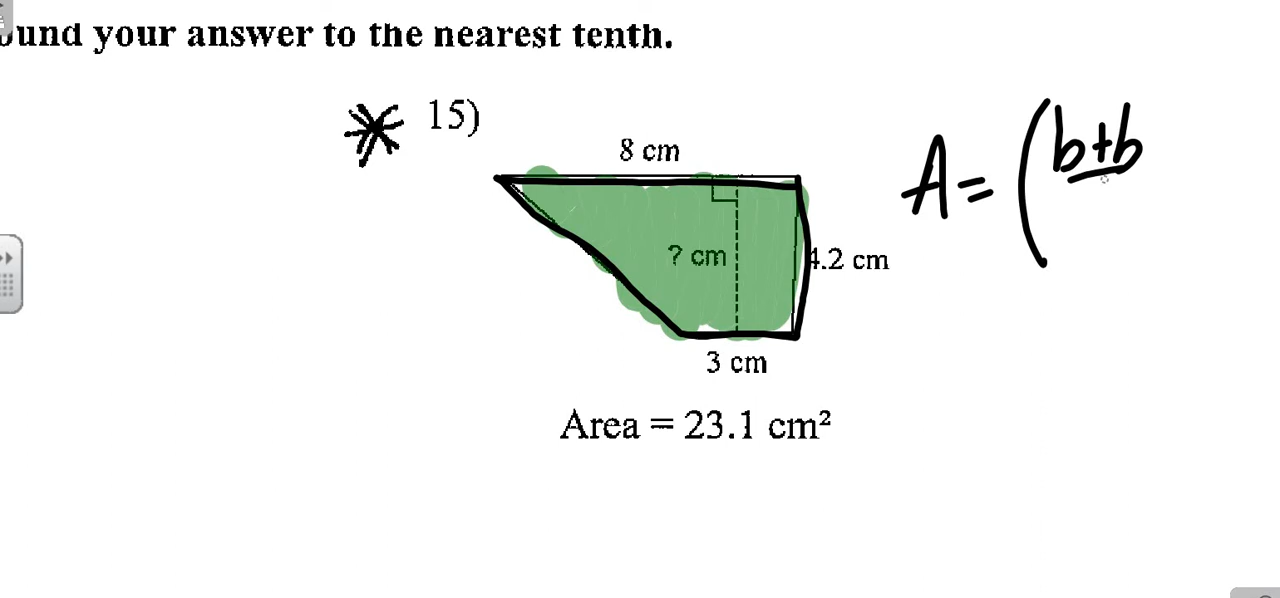 und your answer to the nearest tenth.
15)
8 cm
A = (b+b
? cm
4.2 cm
3 cm
Area = 23.1 cm²